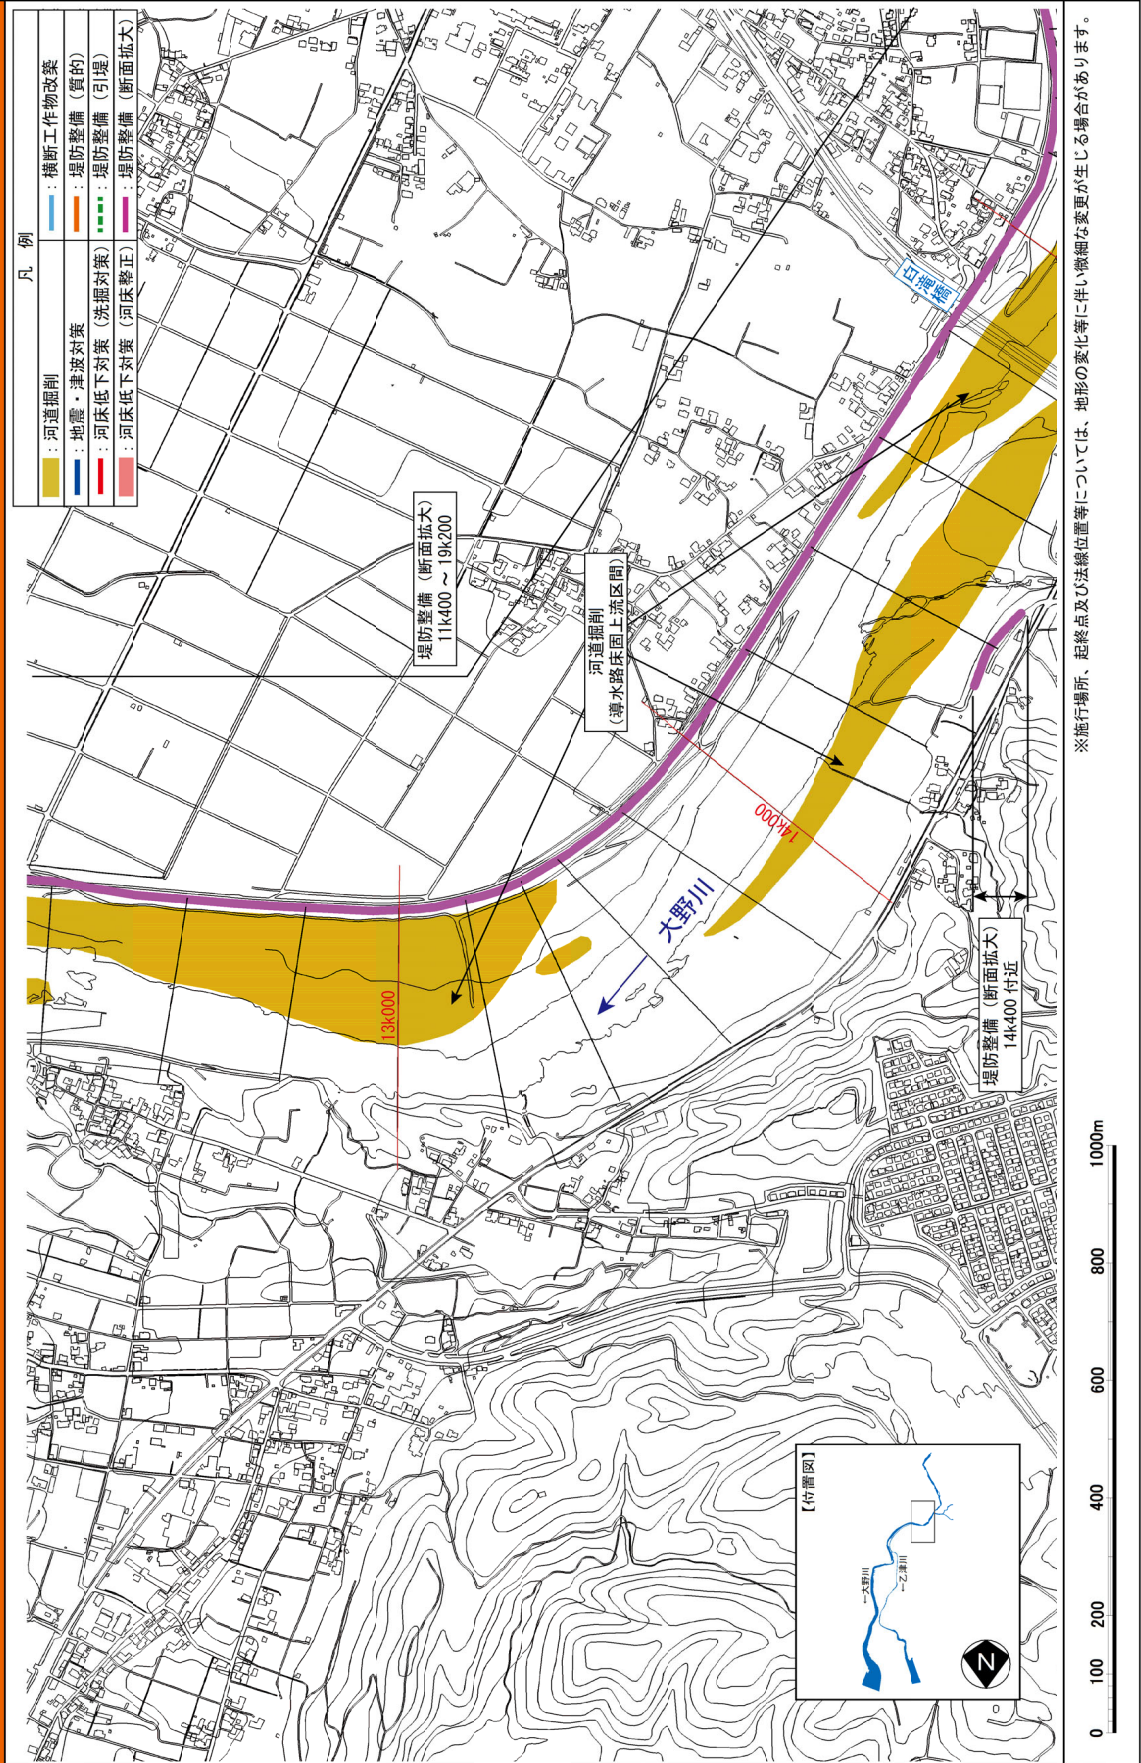 凡 例
：河道掘削
：横断工作物改築
：地震・津波対策
：堤防整備（質的）
：河床低下対策（洗掘対策）
：堤防整備（引堤）
：河床低下対策（河床整正）
：堤防整備（断面拡大）
堤防整備（断面拡大）
11k400 ～ 19k200
河道掘削
（導水路床固上流区間）
白滝橋
14k000
13k000
大野川
堤防整備（断面拡大）
14k400 付近
【位置図】
←大野川
←乙津川
N
0 100 200 400 600 800 1000m
※施行場所、起終点及び法線位置等については、地形の変化等に伴い微細な変更が生じる場合があります。